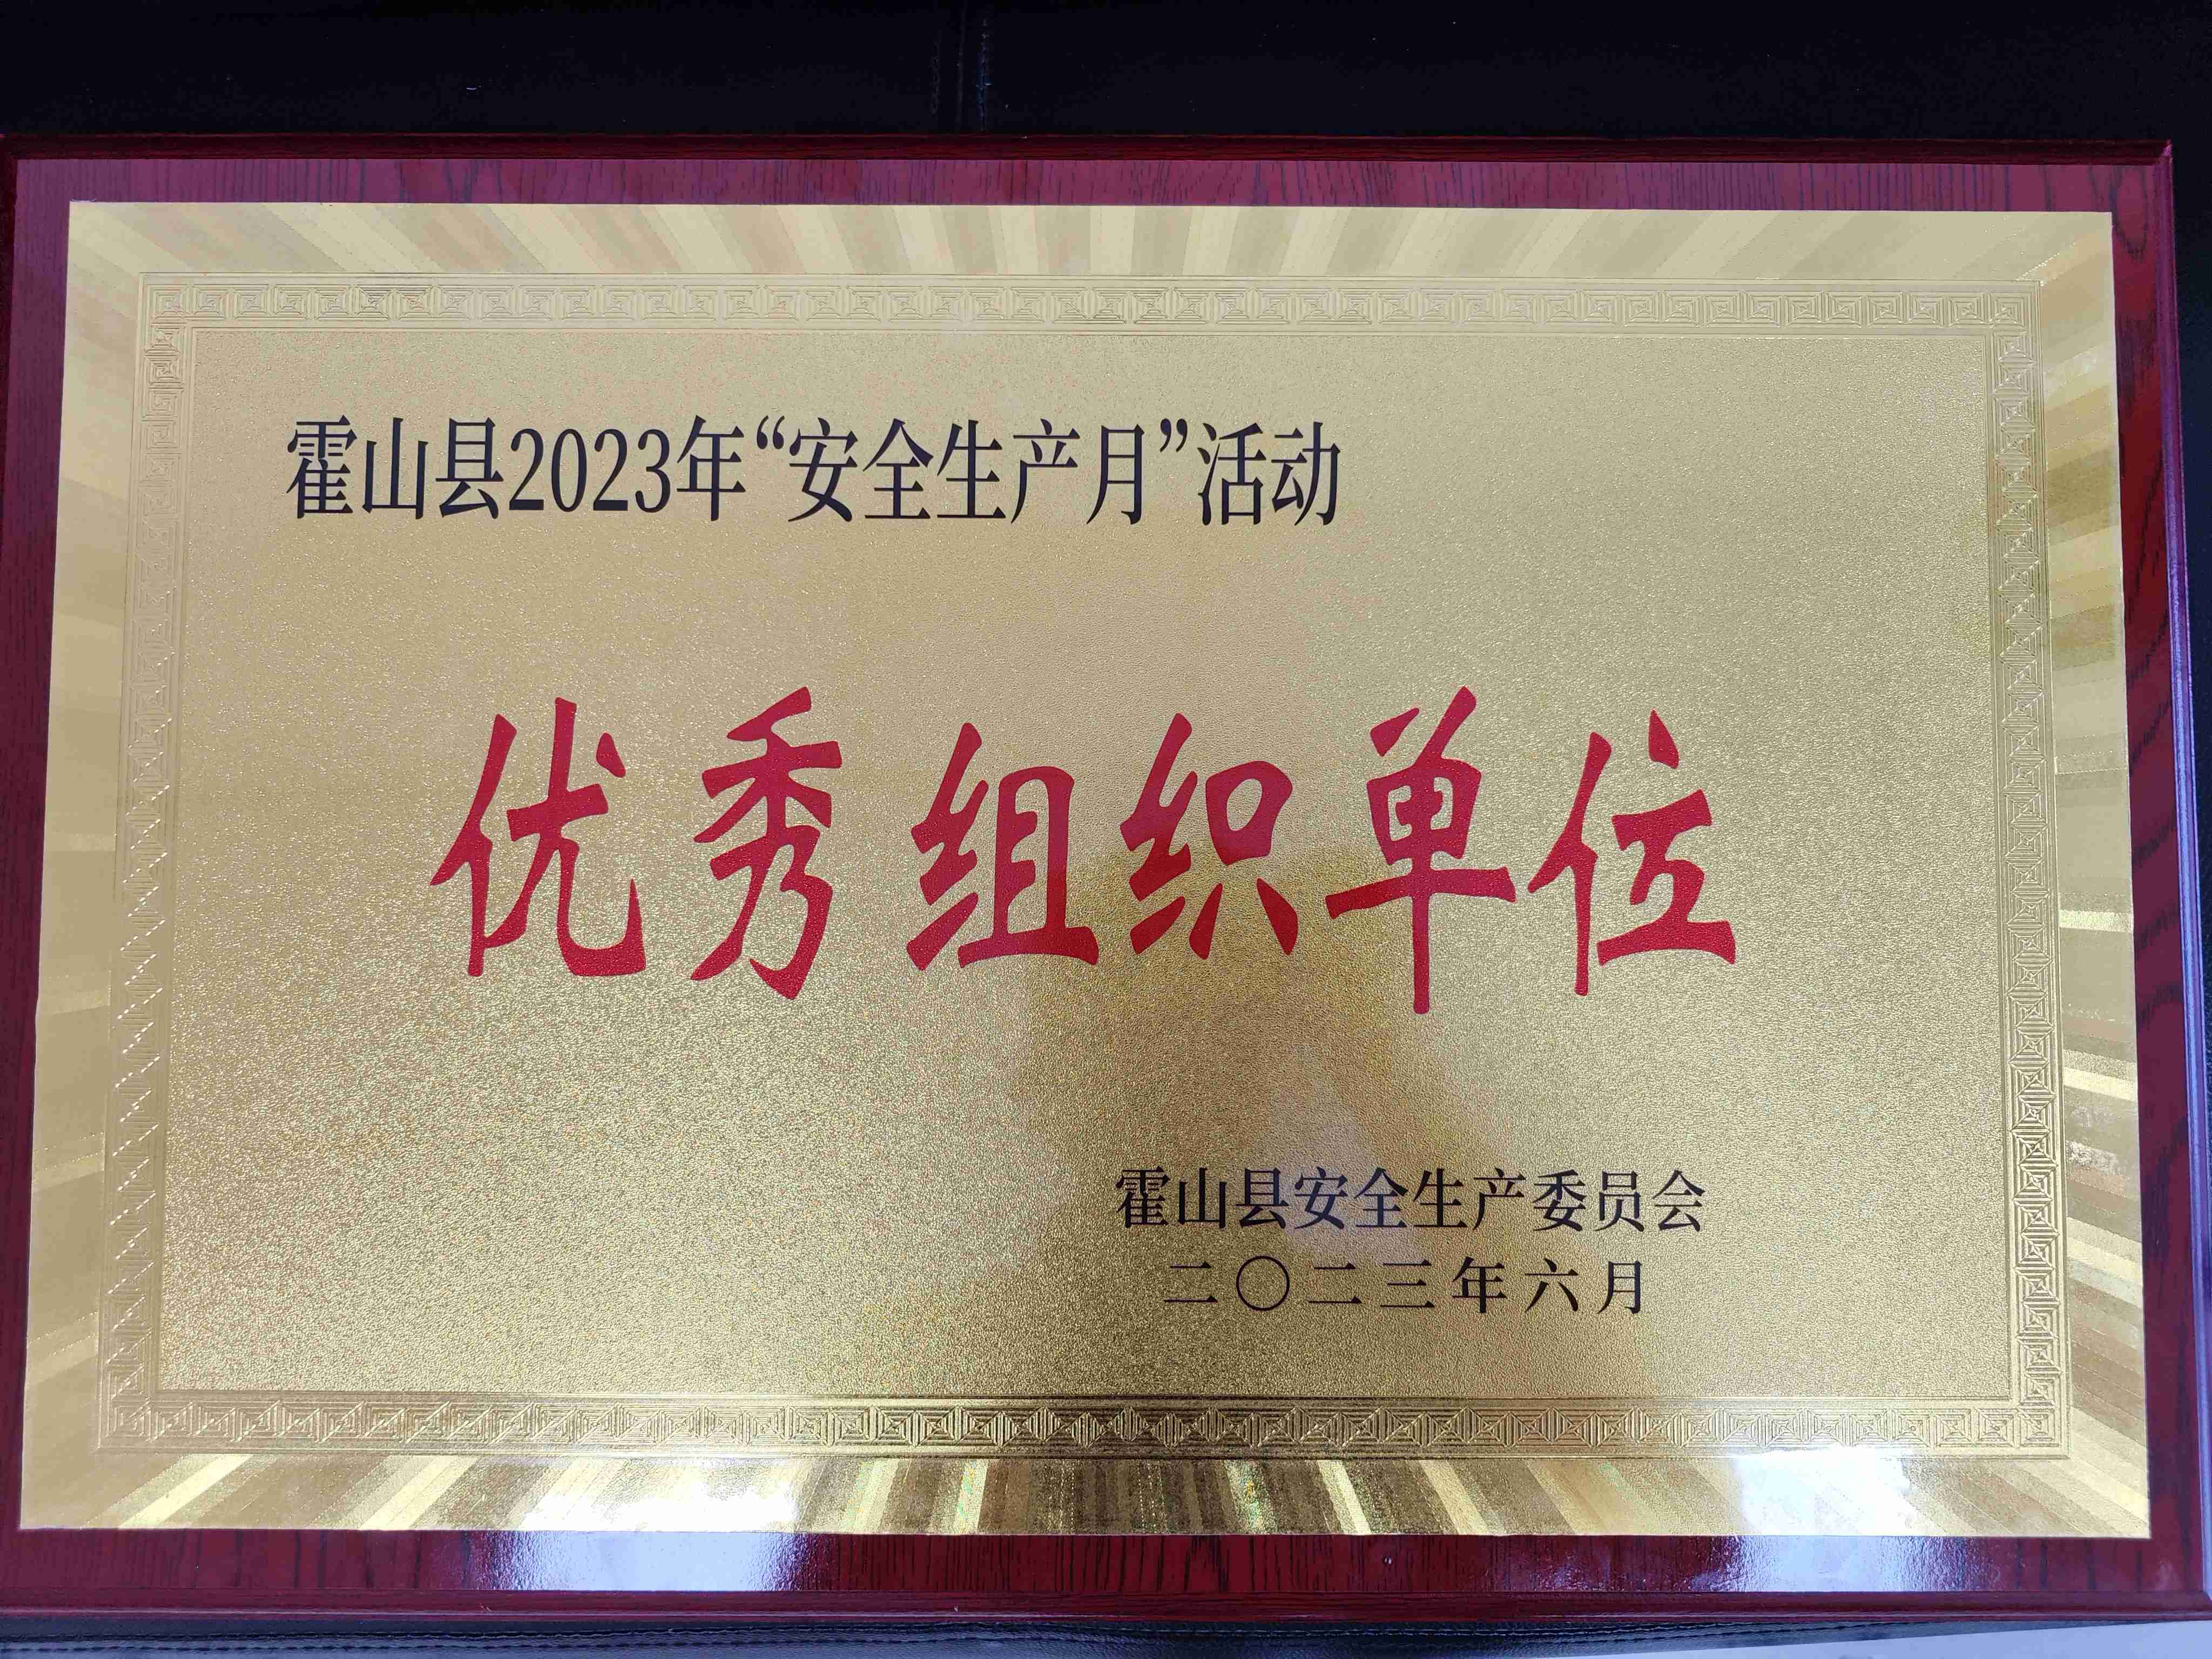 霍山县2023年“安全生产月”活动
优秀组织单位
霍山县安全生产委员会
二〇二三年六月